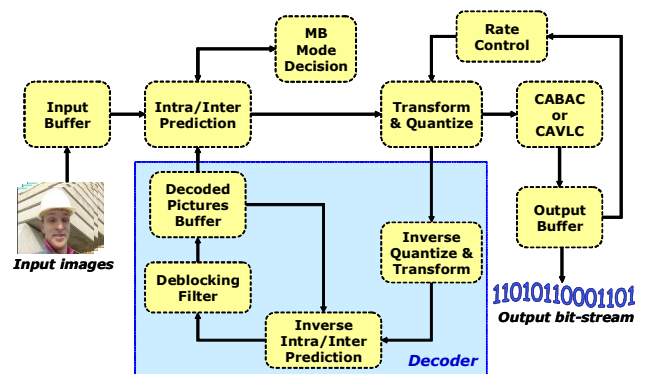 MB
Mode
Decision
Rate
Control
Input
Buffer
Intra/Inter
Prediction
Transform
& Quantize
CABAC
or
CAVLC
Decoded
Pictures
Buffer
Output
Buffer
Inverse
Quantize &
Transform
Input images
Deblocking
Filter
11010110001101
Output bit-stream
Inverse
Intra/Inter
Prediction
Decoder